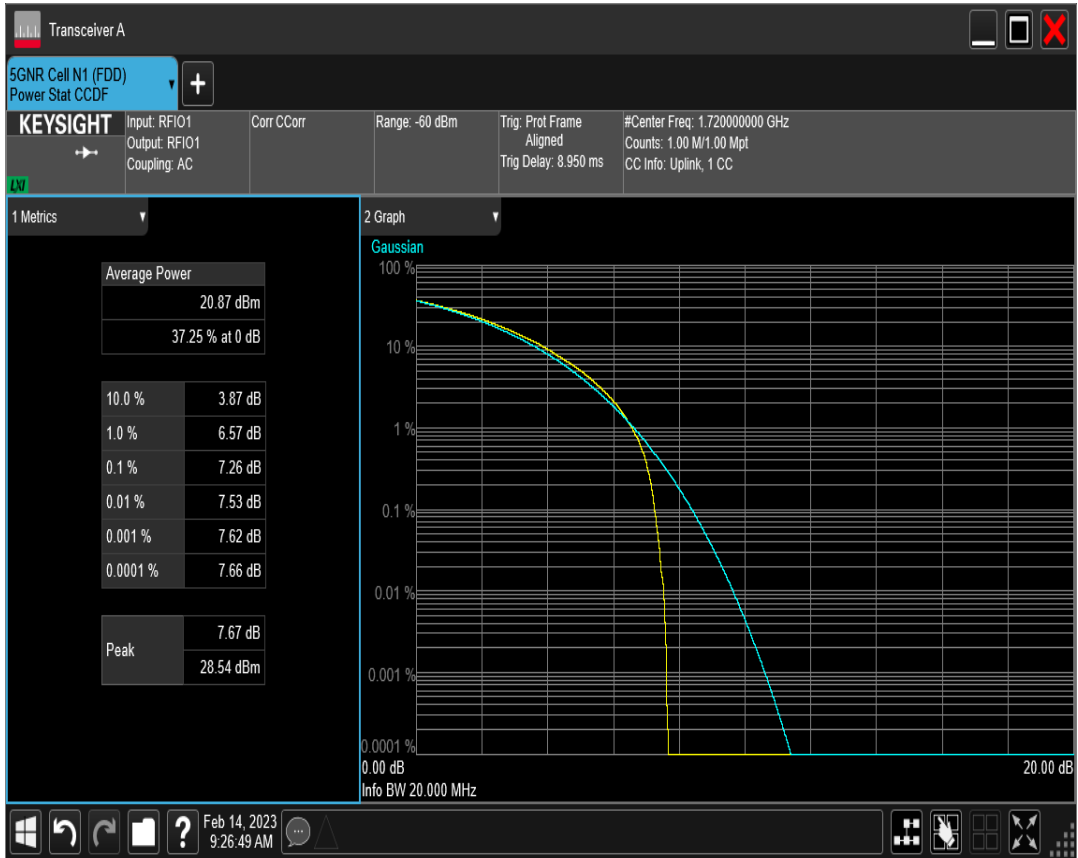 Transceiver A
5GNR Cell N1 (FDD)
Power Stat CCDF
+
KEYSIGHT
LXI
Input: RFIO1
Output: RFIO1
Coupling: AC
Corr CCorr
Range: -60 dBm
Trig: Prot Frame
Aligned
Trig Delay: 8.950 ms
#Center Freq: 1.720000000 GHz
Counts: 1.00 M/1.00 Mpt
CC Info: Uplink, 1 CC
1 Metrics
Average Power
20.87 dBm
37.25 % at 0 dB
10.0 % 3.87 dB
1.0 % 6.57 dB
0.1 % 7.26 dB
0.01 % 7.53 dB
0.001 % 7.62 dB
0.0001 % 7.66 dB
Peak 7.67 dB
28.54 dBm
2 Graph
Gaussian
100 %
10 %
1 %
0.1 %
0.01 %
0.001 %
0.0001 %
0.00 dB 20.00 dB
Info BW 20.000 MHz
?
Feb 14, 2023
9:26:49 AM